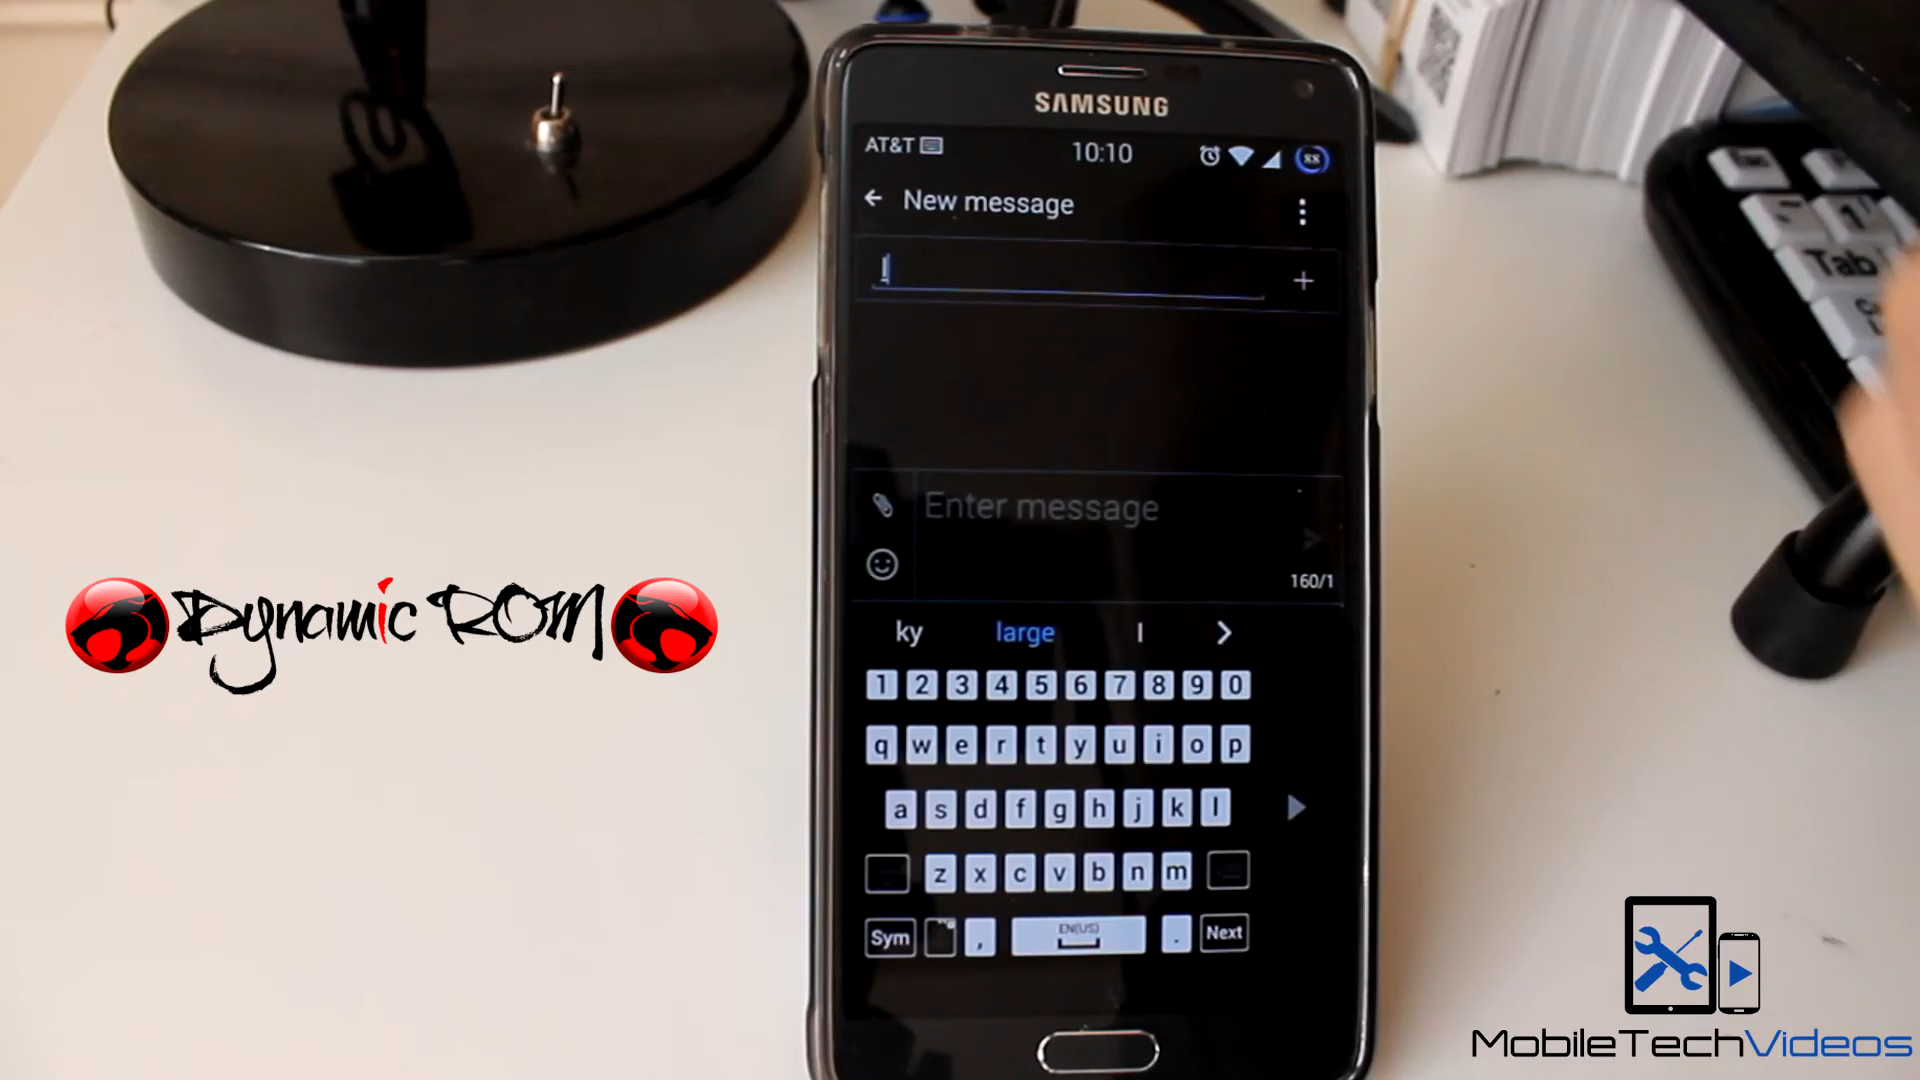 SAMSUNG
AT&T 10:10 88
New message
l
Enter message
160/1
ky large l
1 2 3 4 5 6 7 8 9 0
q w e r t y u i o p
a s d f g h j k l
z x c v b n m
Sym , EN(US) . Next
Tab
Dynamic ROM
MobileTechVideos